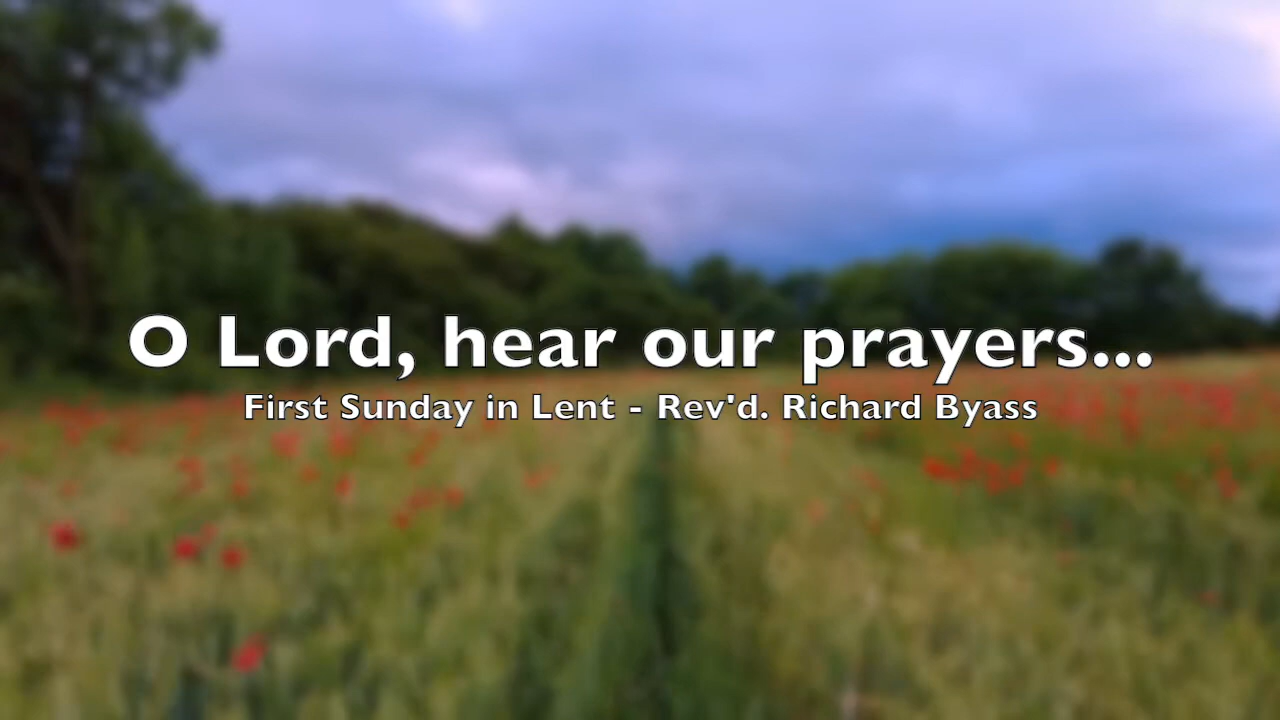 O Lord, hear our prayers...
First Sunday in Lent - Rev'd. Richard Byass